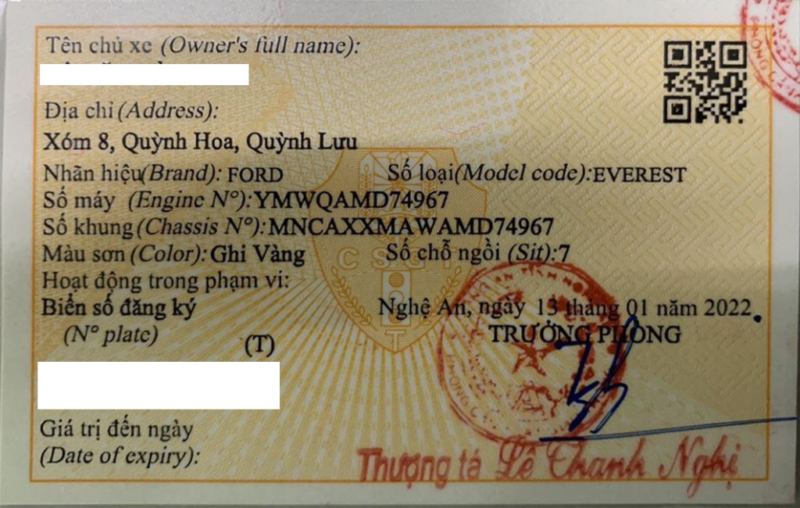 Tên chủ xe (Owner's full name):
Địa chỉ (Address):
Xóm 8, Quỳnh Hoa, Quỳnh Lưu
Nhãn hiệu(Brand): FORD Số loại(Model code):EVEREST
Số máy (Engine N°):YMWQAMD74967
Số khung(Chassis N°):MNCAXXMAWAMD74967
Màu sơn (Color): Ghi Vàng Số chỗ ngồi (Sit):7
Hoạt động trong phạm vi:
Biển số đăng ký Nghệ An, ngày 13 tháng 01 năm 2022
(N° plate) (T) TRƯỞNG PHÒNG
Giá trị đến ngày
(Date of expiry):
Thượng tá Lê Thanh Nghị